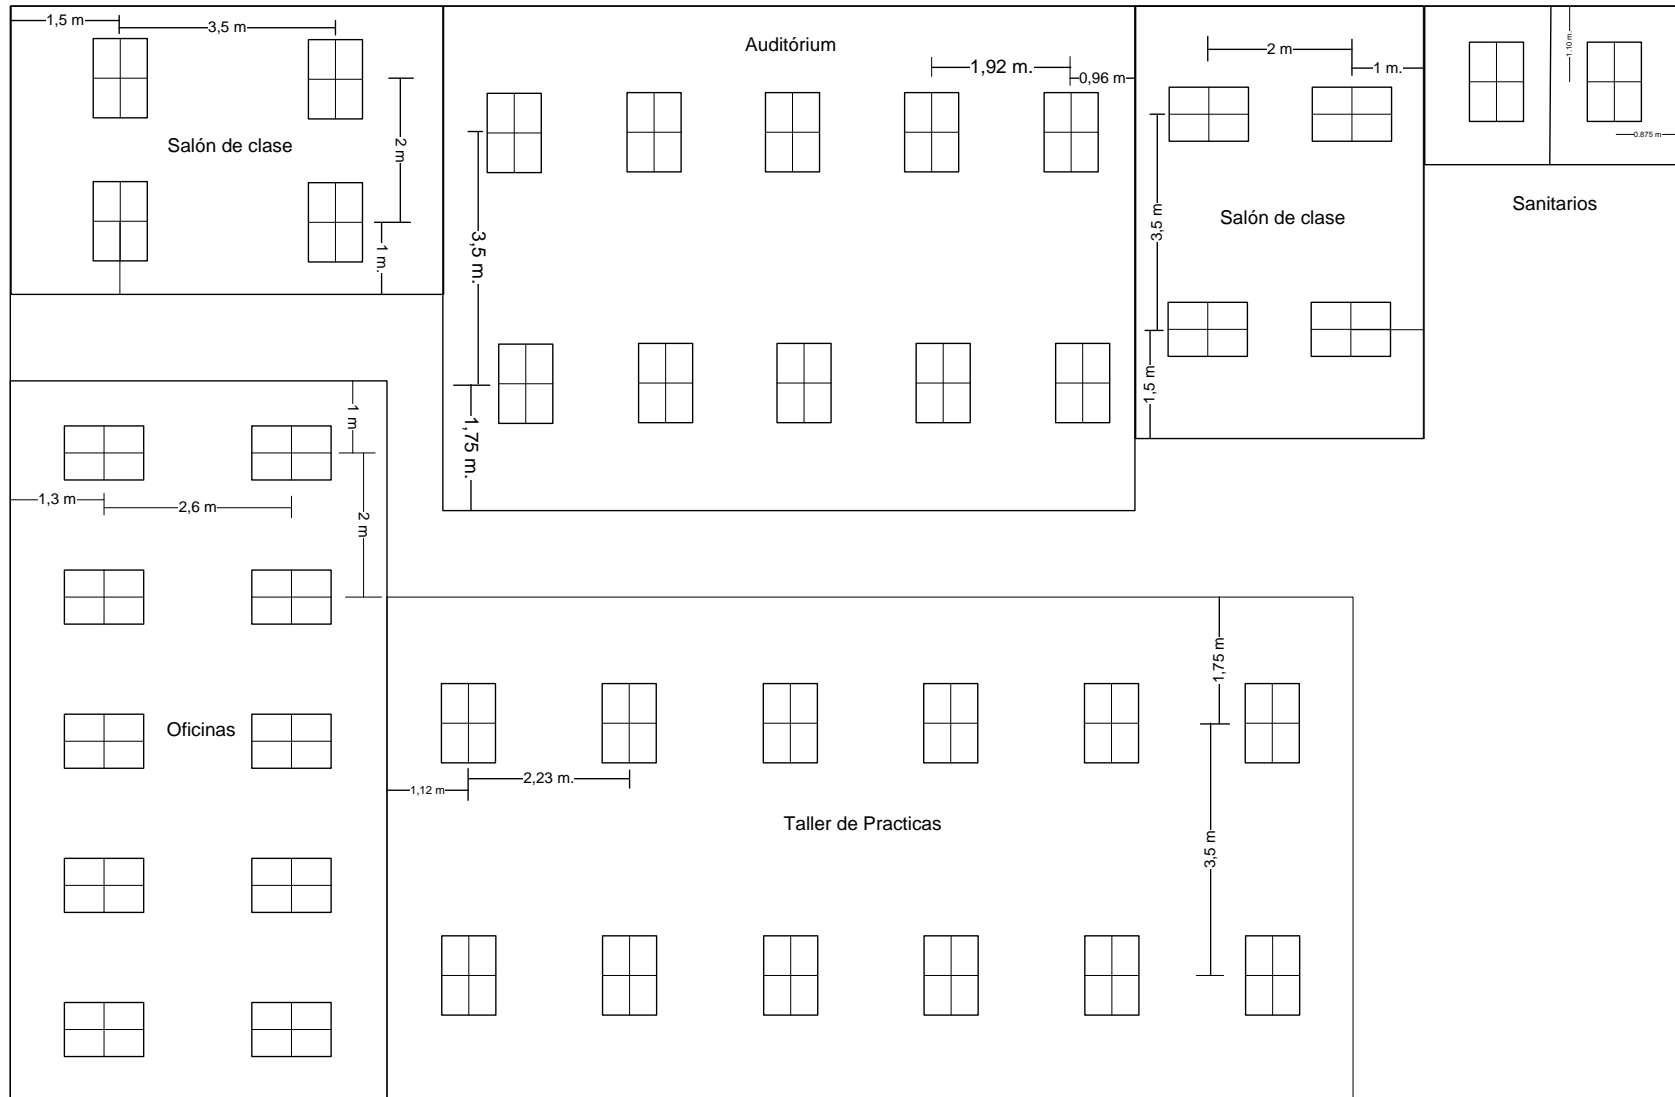 1,5 m
3,5 m
Salón de clase
2 m
1 m.
Auditórium
1,92 m.
0,96 m
3,5 m.
1,75 m.
2 m
1 m.
3,5 m
Salón de clase
1,5 m
1.10 m.
0.875 m
Sanitarios
1 m
1,3 m
2,6 m
2 m
Oficinas
1,75 m
1,12 m
2,23 m.
Taller de Practicas
3,5 m